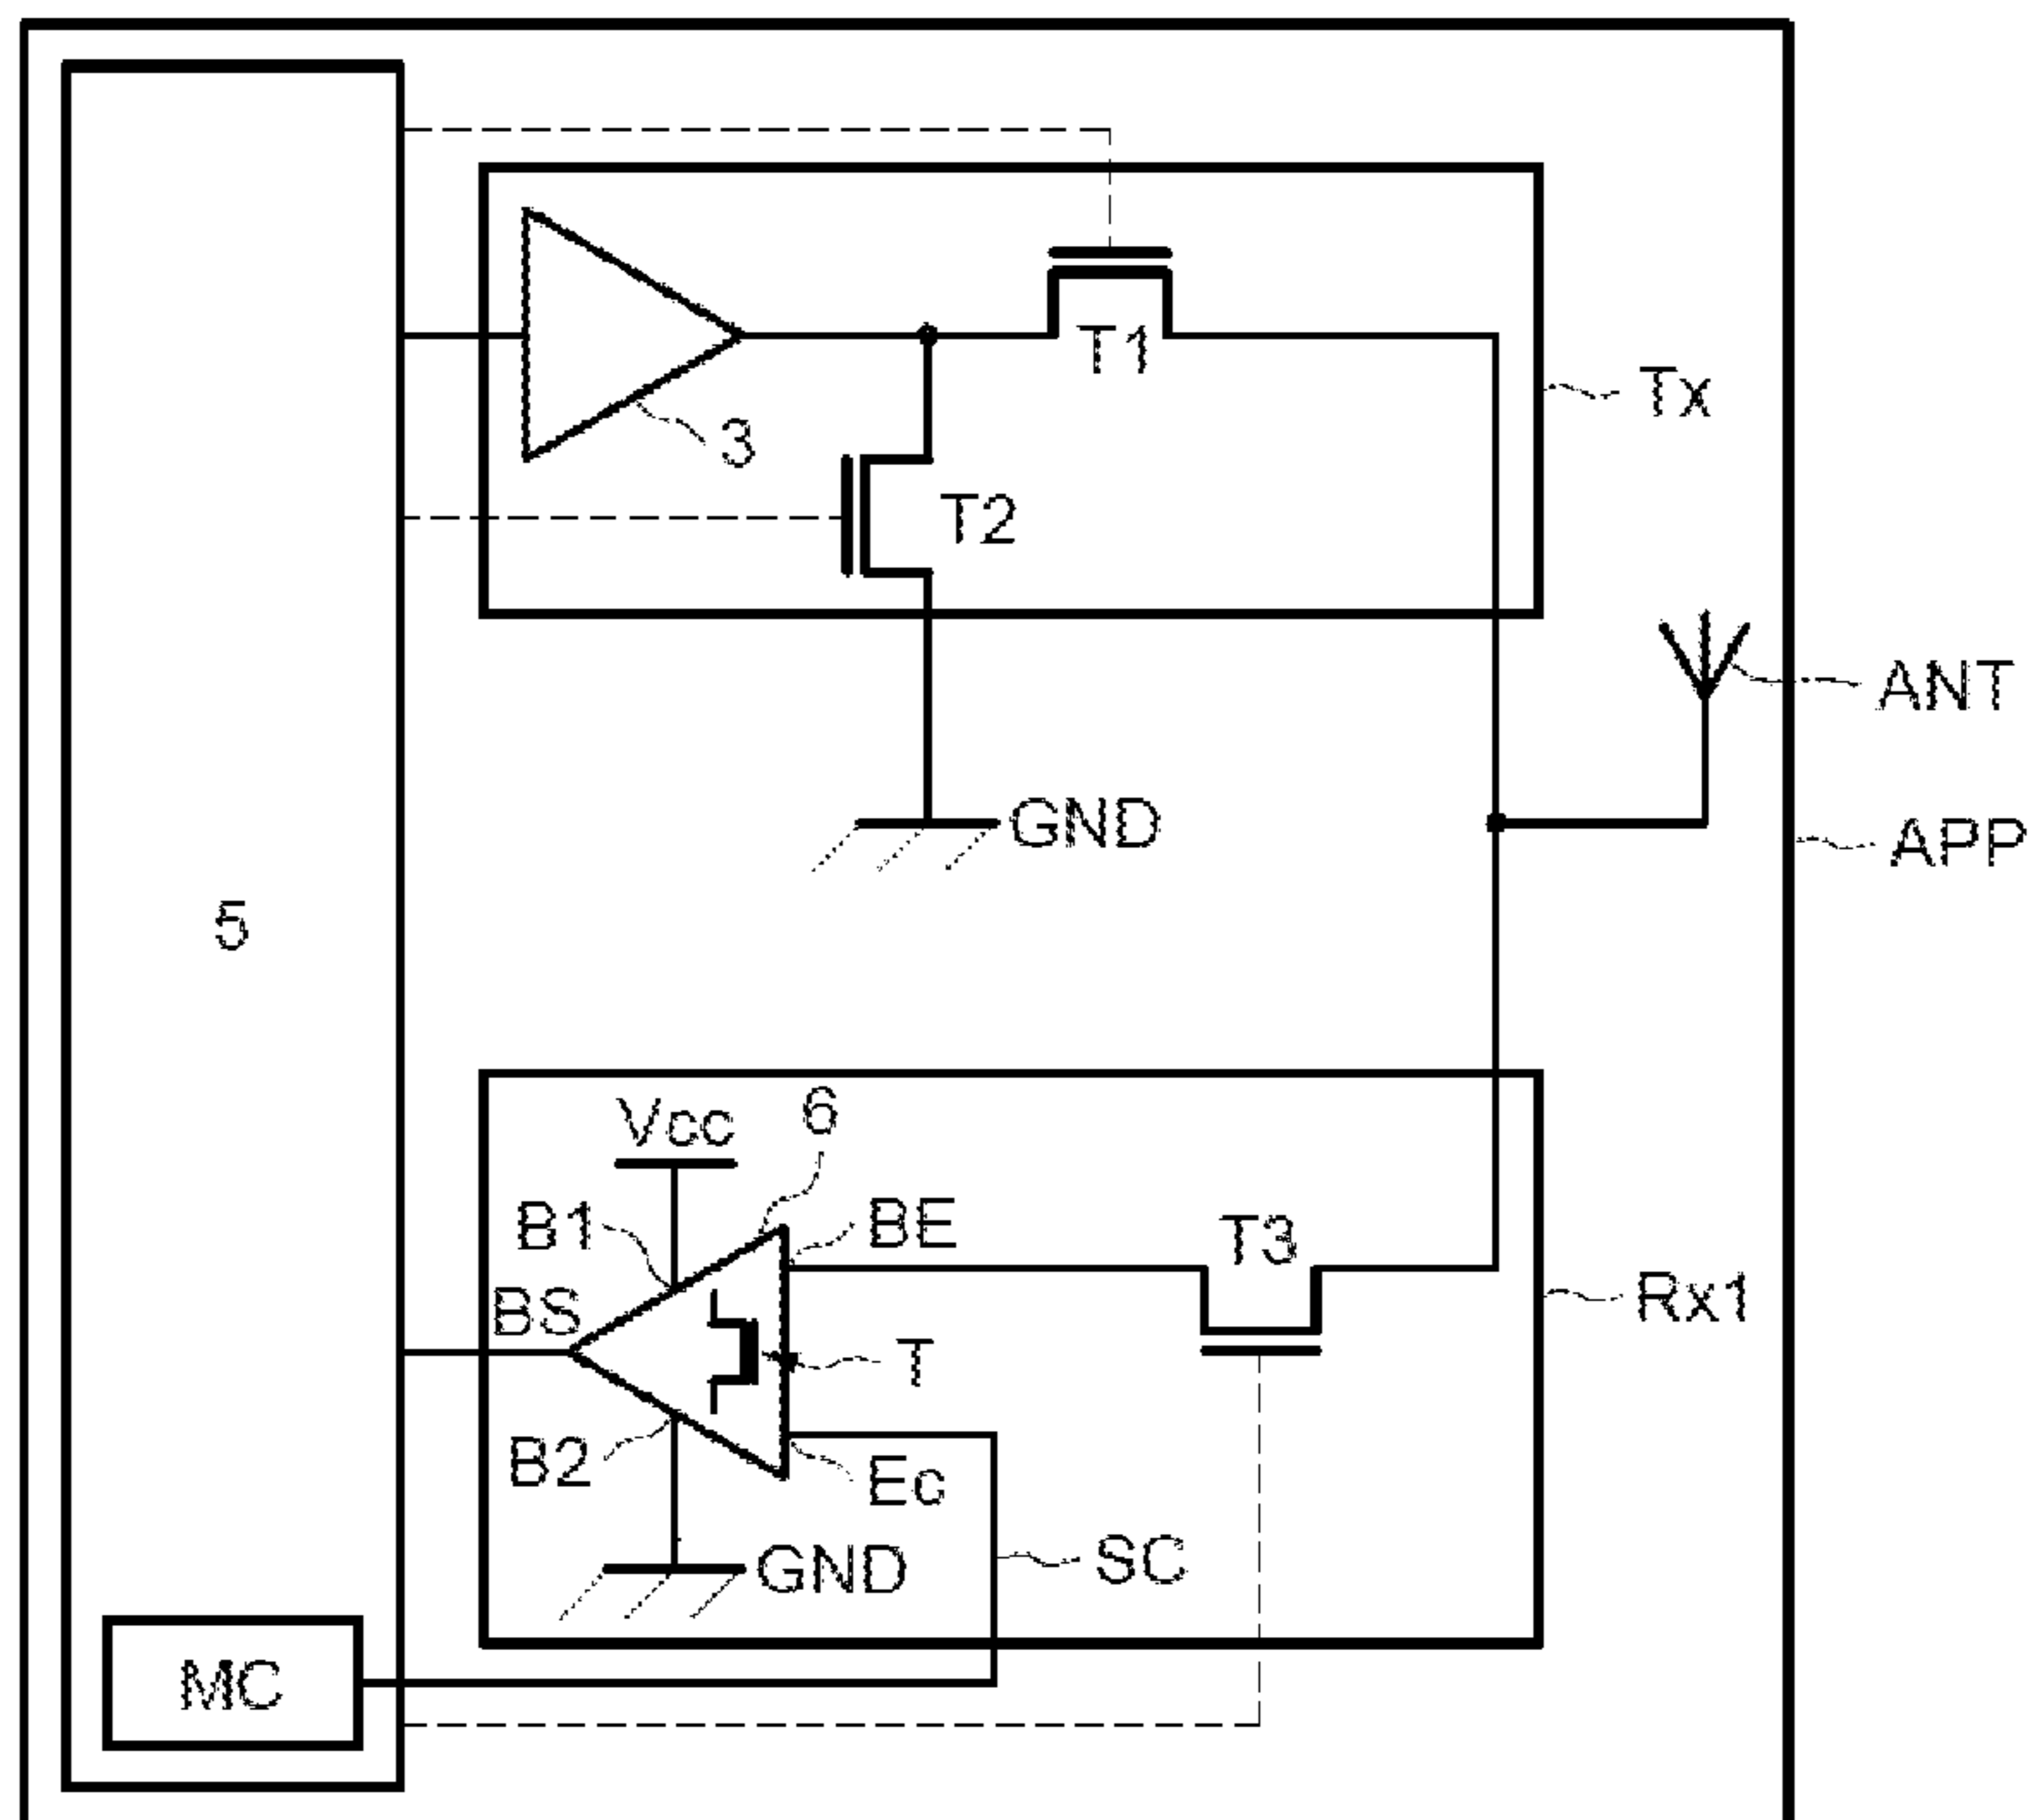 T1
Tx
3
T2
ANT
GND
APP
5
6
Vcc
B1
BE
T3
BS
Rx1
T
B2
Ec
SC
GND
MC